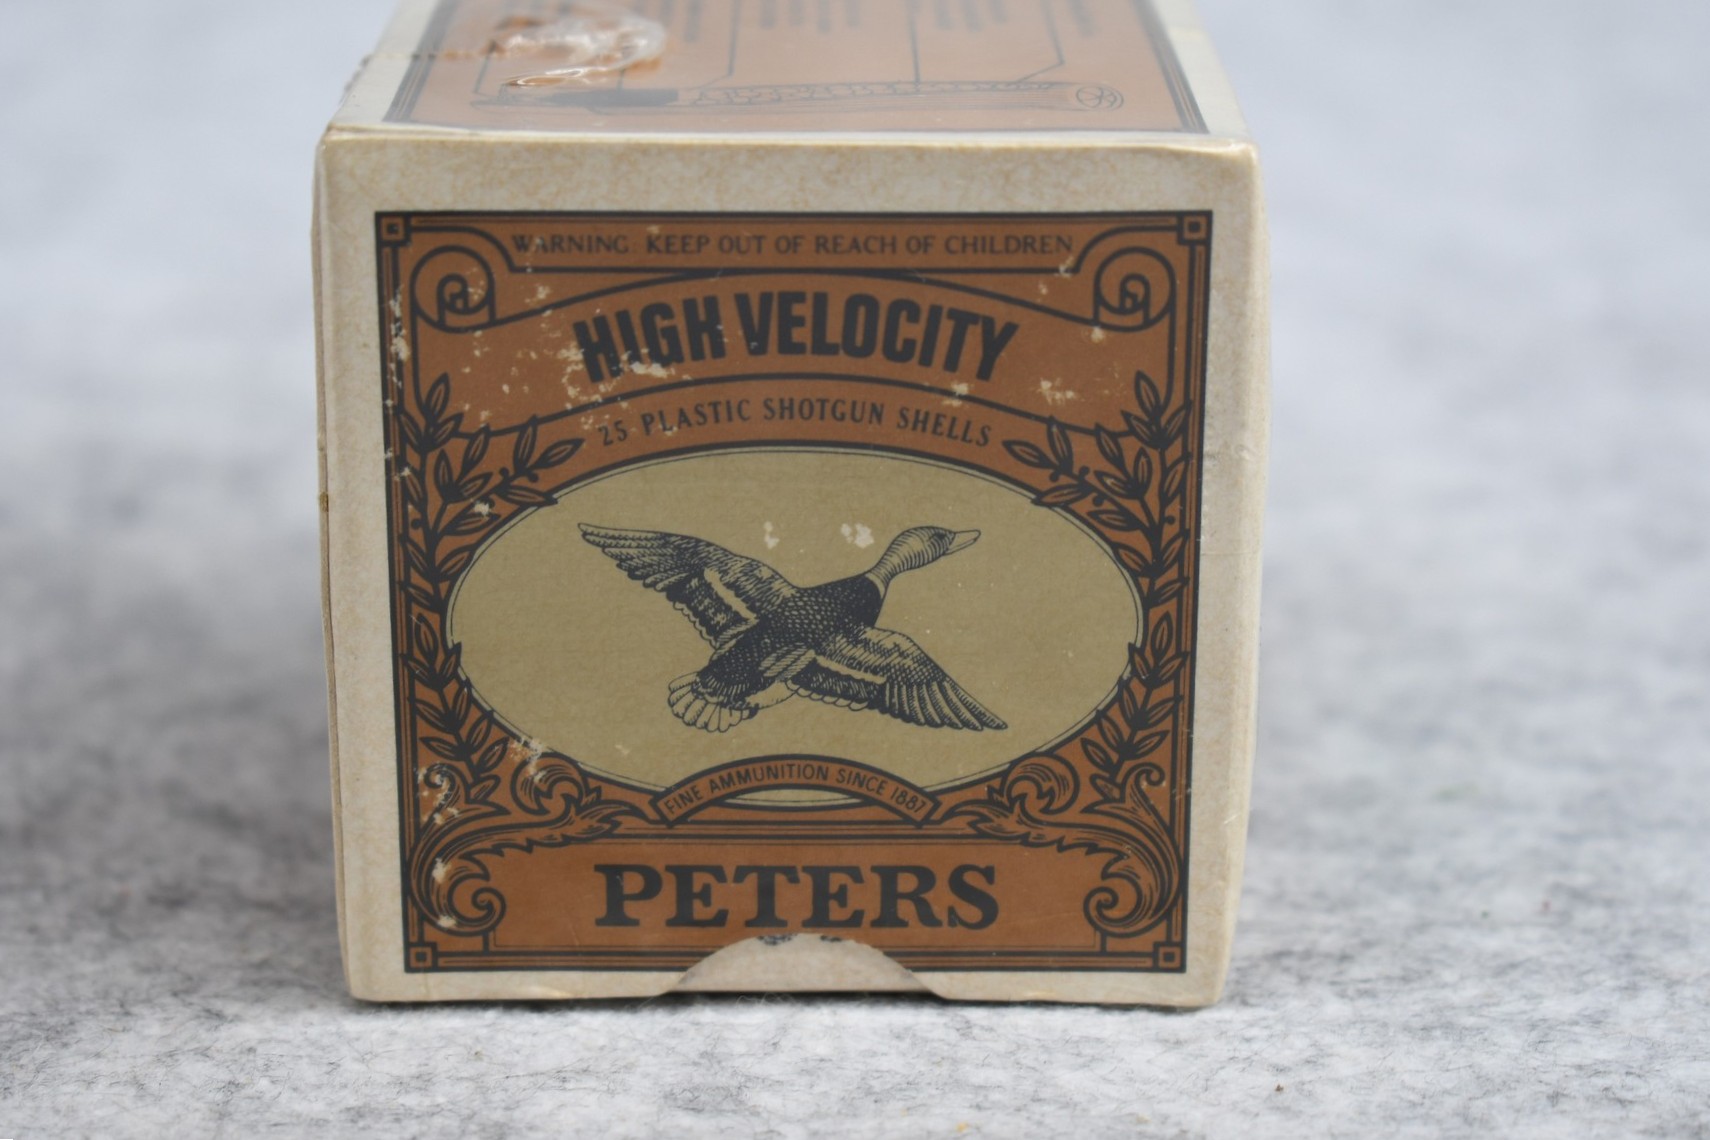 WARNING: KEEP OUT OF REACH OF CHILDREN
HIGH VELOCITY
25 PLASTIC SHOTGUN SHELLS
FINE AMMUNITION SINCE 1887
PETERS